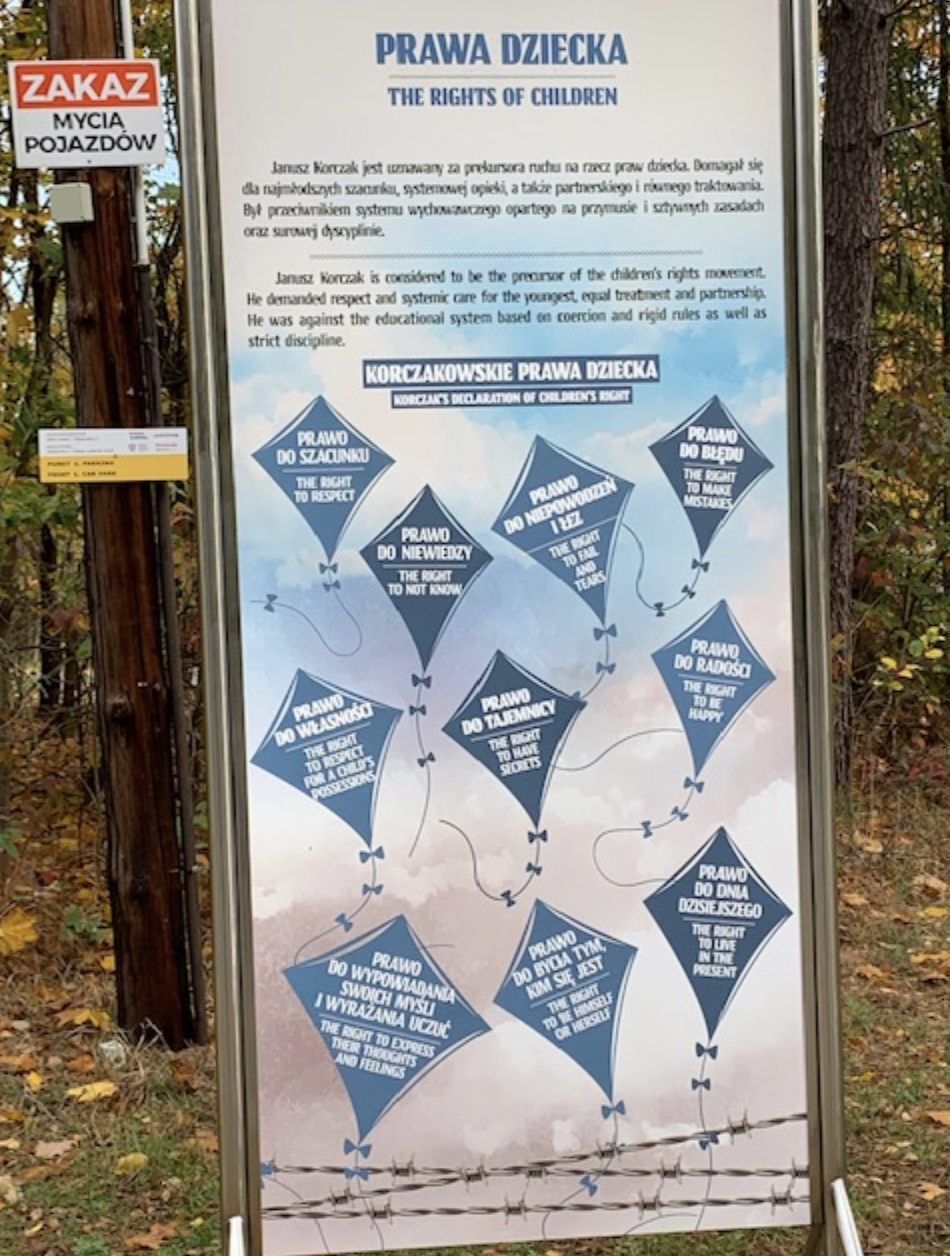 PRAWA DZIECKA
THE RIGHTS OF CHILDREN
ZAKAZ
MYCIA
POJAZDÓW
Janusz Korczak jest uznawany za prekursora ruchu na rzecz praw dziecka. Domagał się
dla najmłodszych szacunku, systemowej opieki, a także partnerskiego i równego traktowania.
Był przeciwnikiem systemu wychowawczego opartego na przymusie i sztywnych zasadach
oraz surowej dyscyplinie.
Janusz Korczak is considered to be the precursor of the children's rights movement.
He demanded respect and systemic care for the youngest, equal treatment and partnership.
He was against the educational system based on coercion and rigid rules as well as
strict discipline.
KORCZAKOWSKIE PRAWA DZIECKA
KORCZAK'S DECLARATION OF CHILDREN'S RIGHT
PRAWO
DO SZACUNKU
THE RIGHT
TO RESPECT
PRAWO
DO NIEWIEDZY
THE RIGHT
TO NOT KNOW
PRAWO
DO NIEPOWODZEŃ
I ŁEZ
THE RIGHT
TO FAIL
AND
TEARS
PRAWO
DO BŁĘDU
THE RIGHT
TO MAKE
MISTAKES
PRAWO
DO WŁASNOŚCI
THE RIGHT
TO RESPECT
FOR A CHILD'S
POSSESSIONS
PRAWO
DO TAJEMNICY
THE RIGHT
TO HAVE
SECRETS
PRAWO
DO RADOŚCI
THE RIGHT
TO BE
HAPPY
PRAWO
DO WYPOWIADANIA
SWOICH MYŚLI
I WYRAŻANIA UCZUĆ
THE RIGHT TO EXPRESS
THEIR THOUGHTS
AND FEELINGS
PRAWO
DO BYCIA TYM,
KIM SIĘ JEST
THE RIGHT
TO BE HIMSELF
OR HERSELF
PRAWO
DO DNIA
DZISIEJSZEGO
THE RIGHT
TO LIVE
IN THE
PRESENT
PUNKT 1. PARKING
POINT 1. CAR PARK